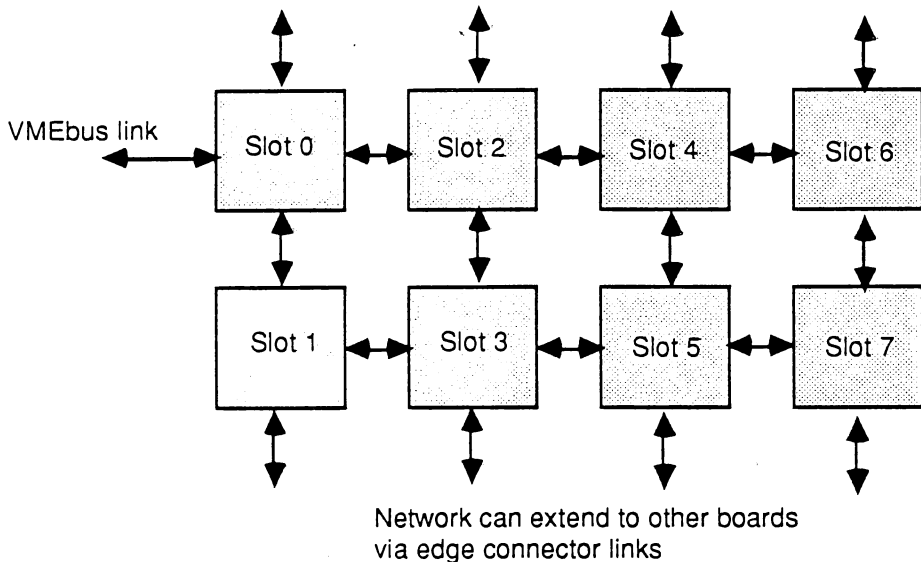 VMEbus link
Slot 0
Slot 2
Slot 4
Slot 6
Slot 1
Slot 3
Slot 5
Slot 7
Network can extend to other boards
via edge connector links